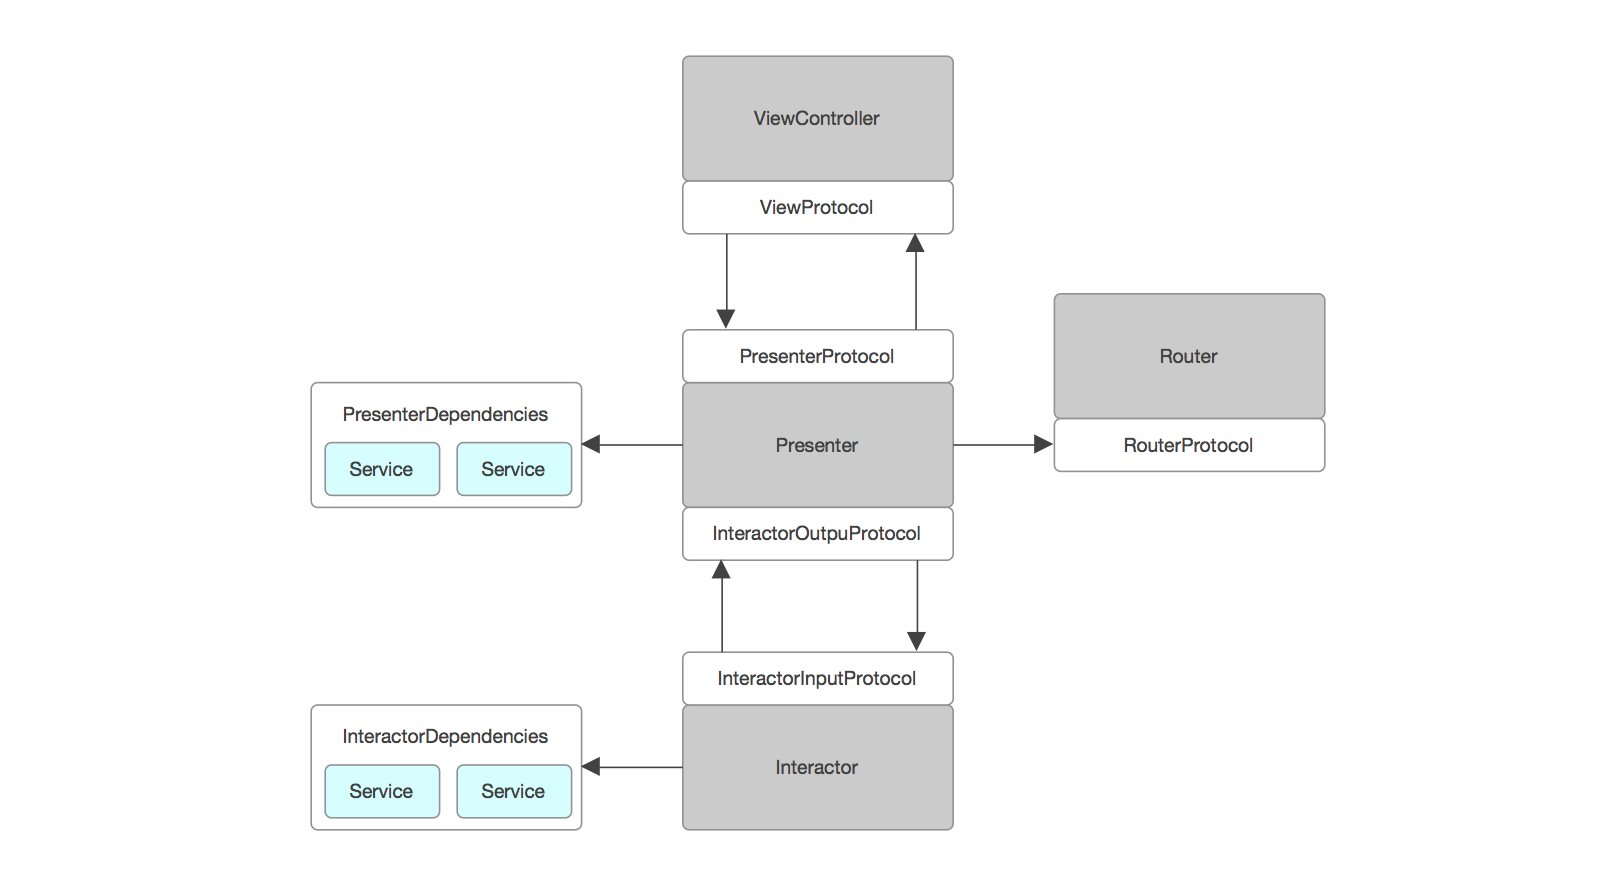 ViewController
ViewProtocol
PresenterProtocol
Router
PresenterDependencies
Service Service
Presenter
RouterProtocol
InteractorOutpuProtocol
InteractorInputProtocol
InteractorDependencies
Service Service
Interactor